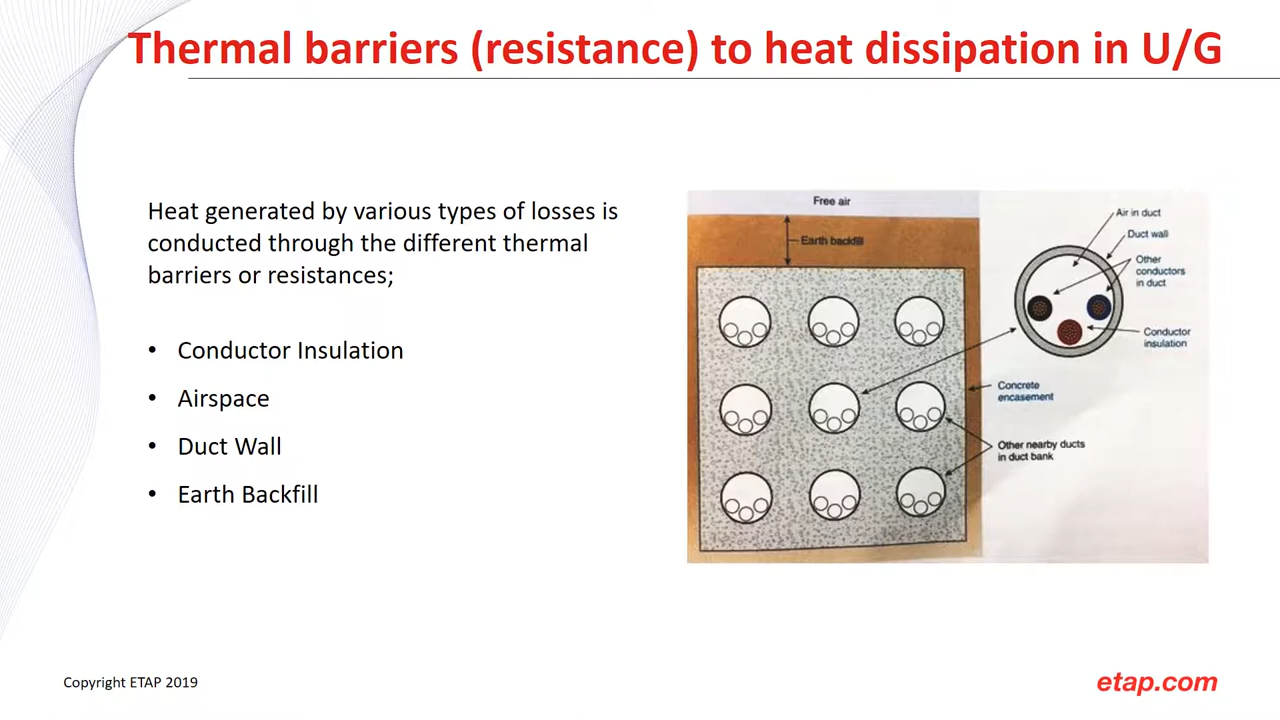 Thermal barriers (resistance) to heat dissipation in U/G
Heat generated by various types of losses is
conducted through the different thermal
barriers or resistances;
• Conductor Insulation
• Airspace
• Duct Wall
• Earth Backfill
Free air
Earth backfill
Air in duct
Duct wall
Other
conductors
in duct
Conductor
insulation
Concrete
encasement
Other nearby ducts
in duct bank
Copyright ETAP 2019
etap.com